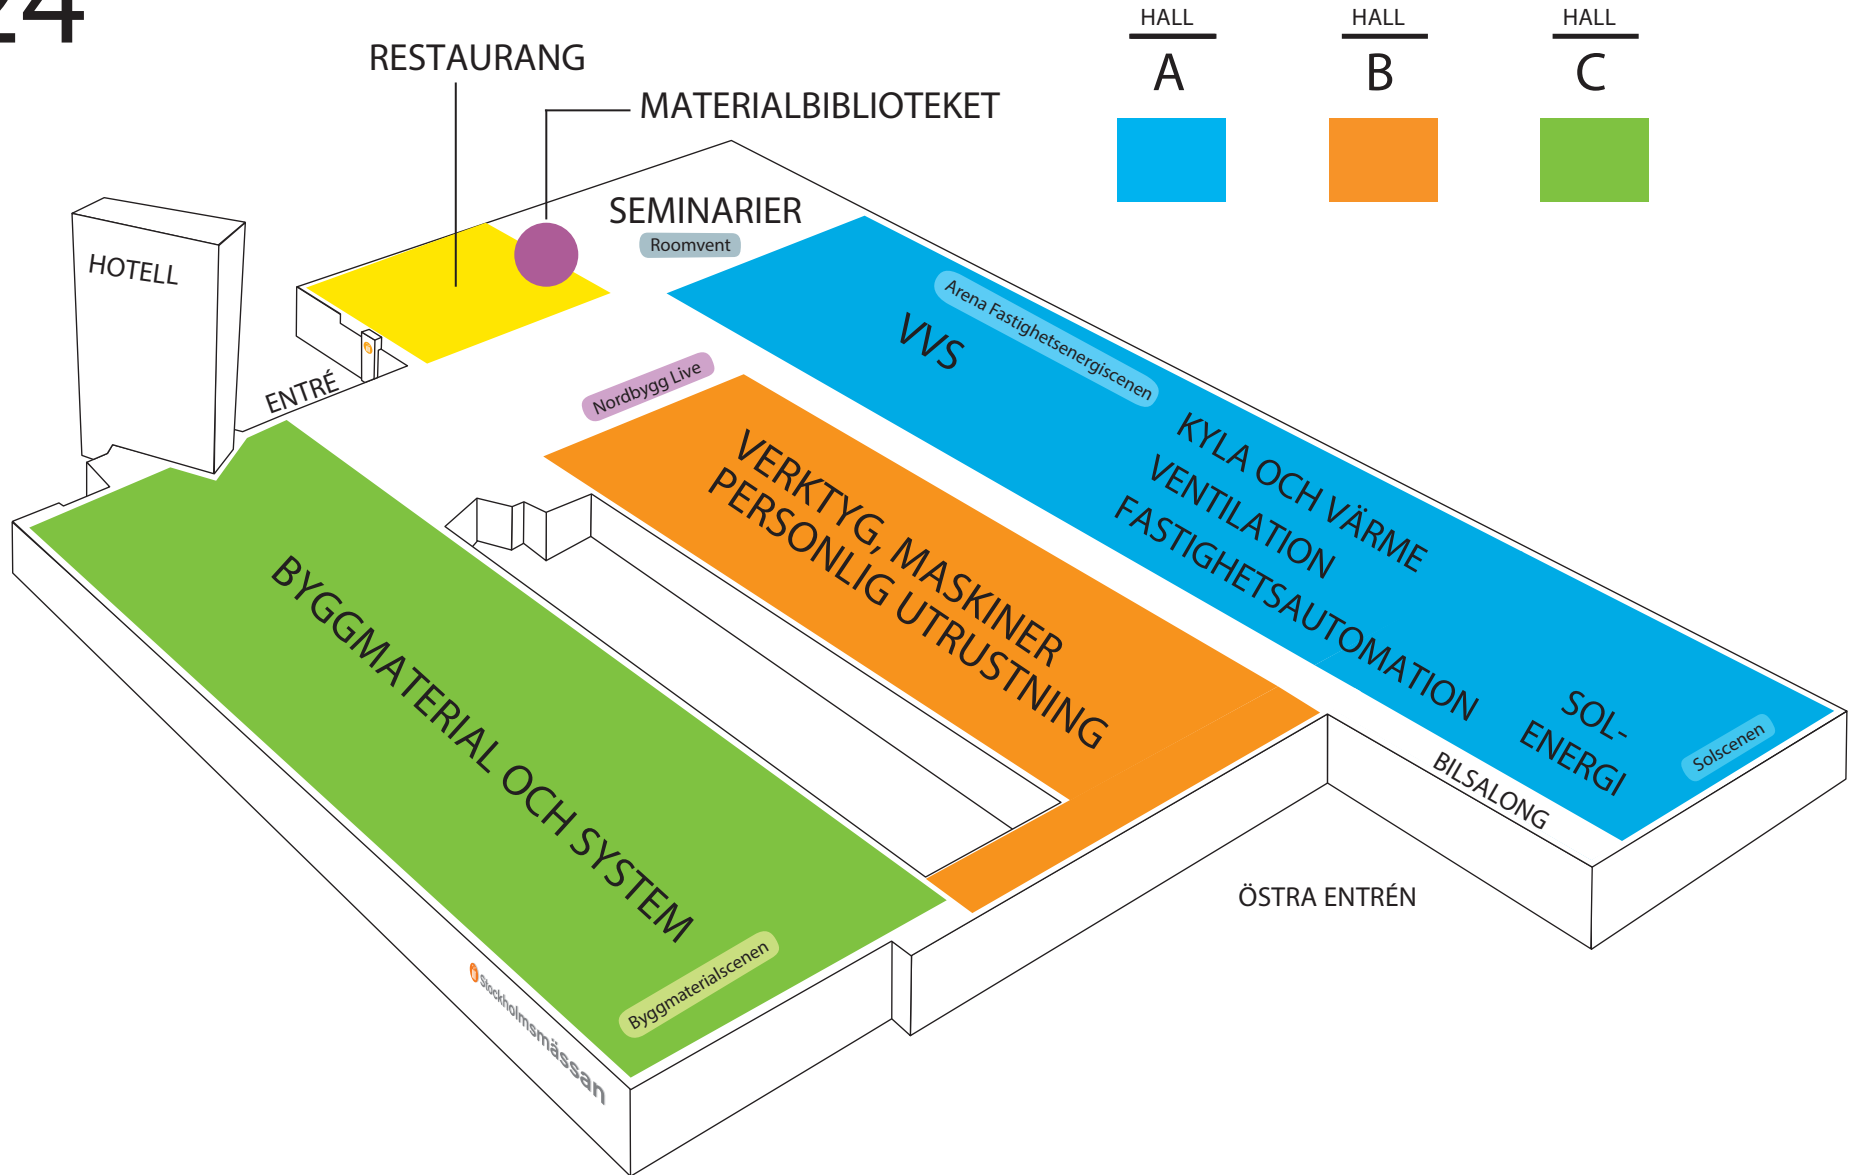 24
HALL
A
HALL
B
HALL
C
RESTAURANG
MATERIALBIBLIOTEKET
SEMINARIER
Roomvent
HOTELL
ENTRÉ
Nordbygg Live
VVS
Arena Fastighetsenergiscenen
KYLA OCH VÄRME
VENTILATION
FASTIGHETSAUTOMATION
SOL-
ENERGI
Solscenen
BILSALONG
VERKTYG, MASKINER
PERSONLIG UTRUSTNING
ÖSTRA ENTRÉN
BYGGMATERIAL OCH SYSTEM
Byggmaterialscenen
Stockholmsmässan